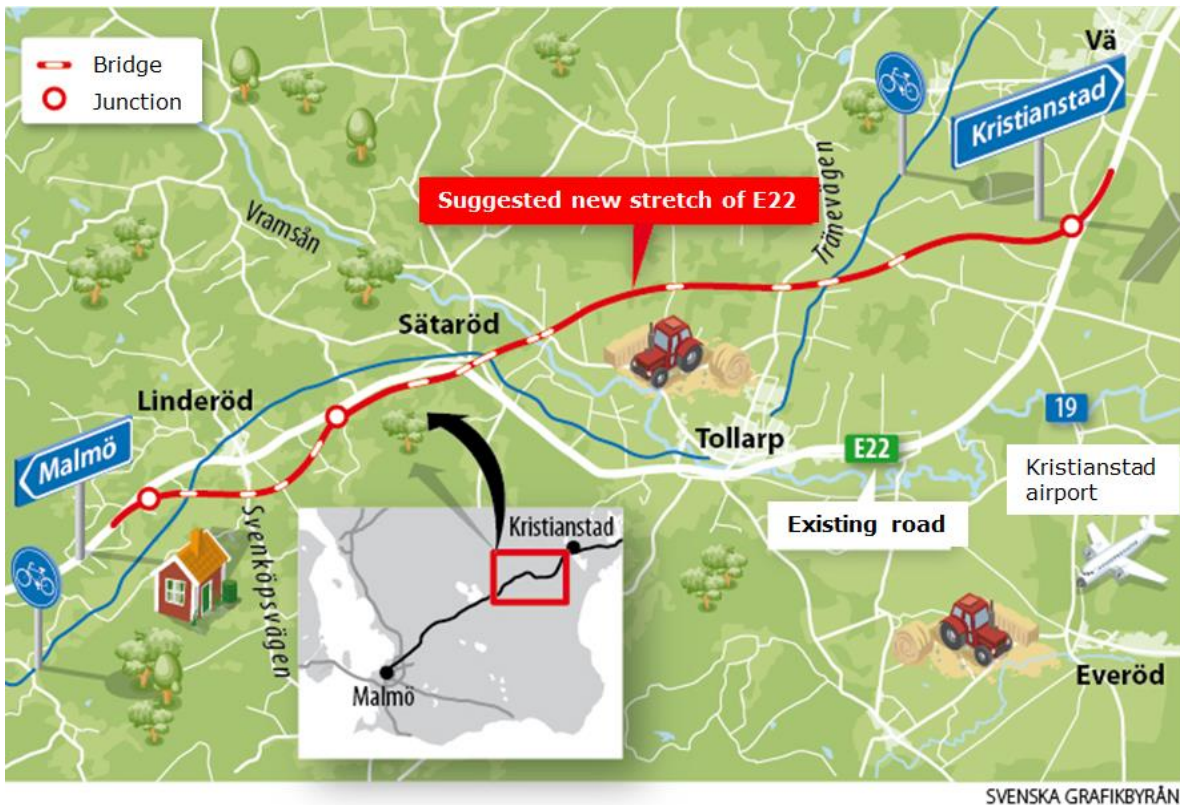 Bridge
Junction
Vä
Kristianstad
Suggested new stretch of E22
Tränevägen
Vramsån
Sätaröd
Linderöd
19
Malmö
Tollarp
E22
Kristianstad
airport
Existing road
Svenköpsvägen
Kristianstad
Malmö
Everöd
SVENSKA GRAFIKBYRÅN